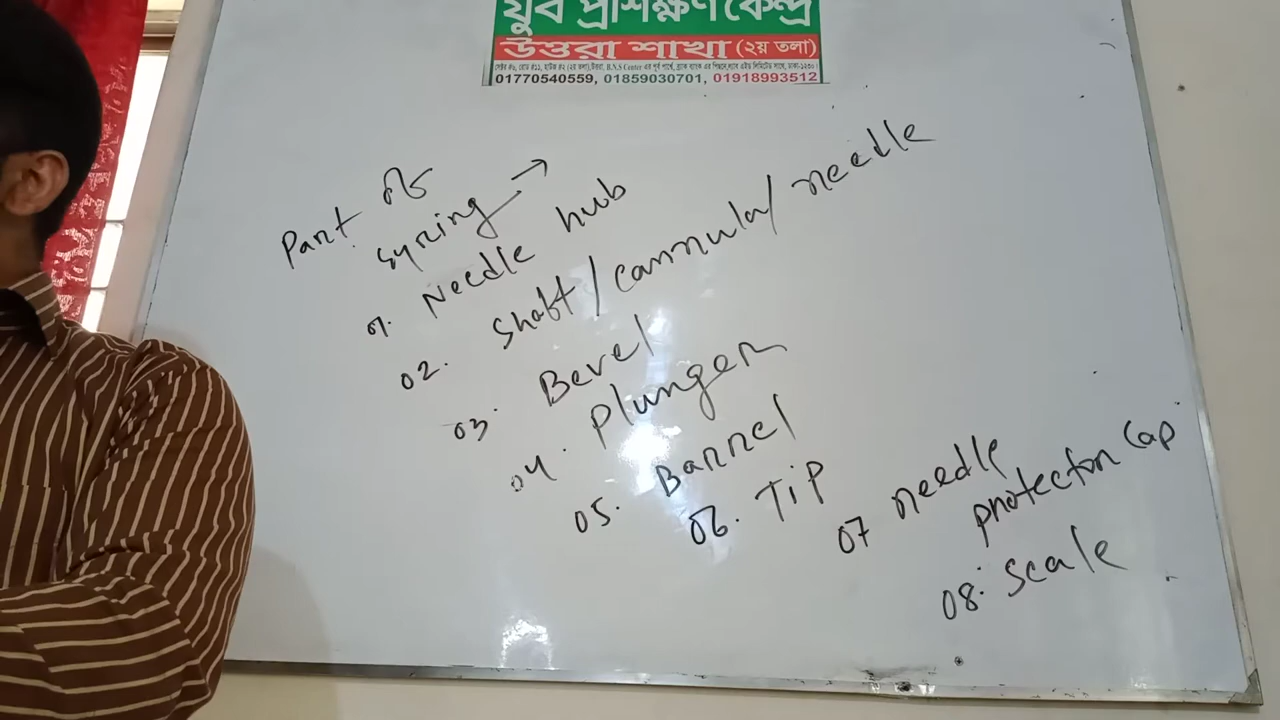 যুব প্রশিক্ষণ কেন্দ্র
উত্তরা শাখা (২য় তলা)
01770540559, 01859030701, 01918993512
Part of
Syring →
01. Needle hub
02. Shaft / cannula / needle
03. Bevel
04. Plunger
05. Barrel
06. Tip
07 needle
protector Cap
08. Scale